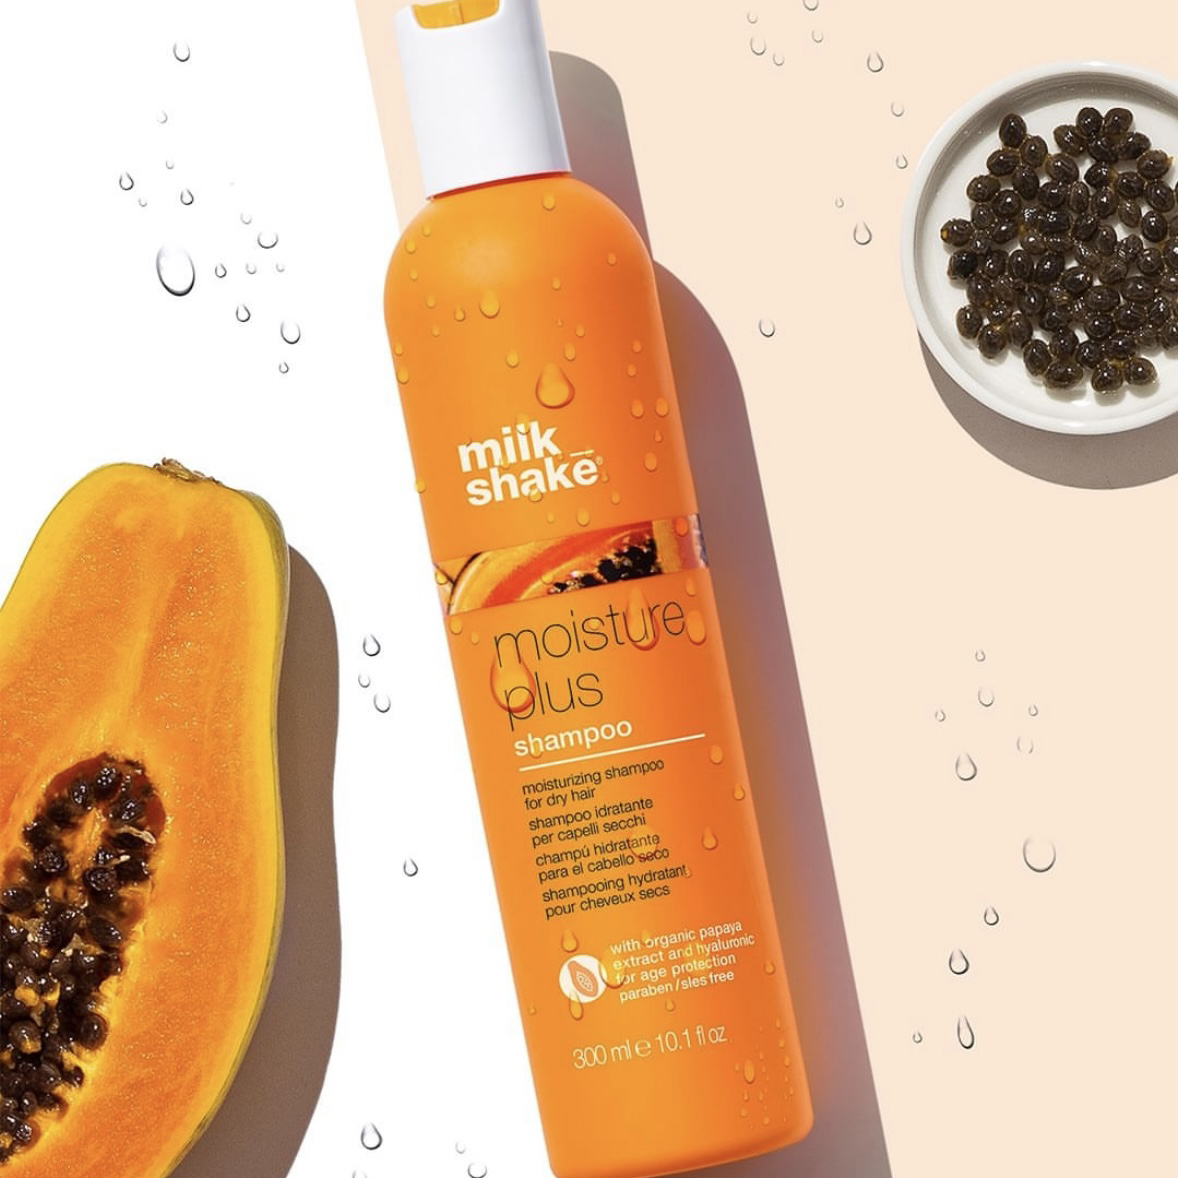 milk
shake®
moisture
plus
shampoo
moisturizing shampoo
for dry hair
shampoo idratante
per capelli secchi
champú hidratante
para el cabello seco
shampooing hydratant
pour cheveux secs
with organic papaya
extract and hyaluronic
for age protection
paraben/sles free
300 ml e 10.1 fl oz